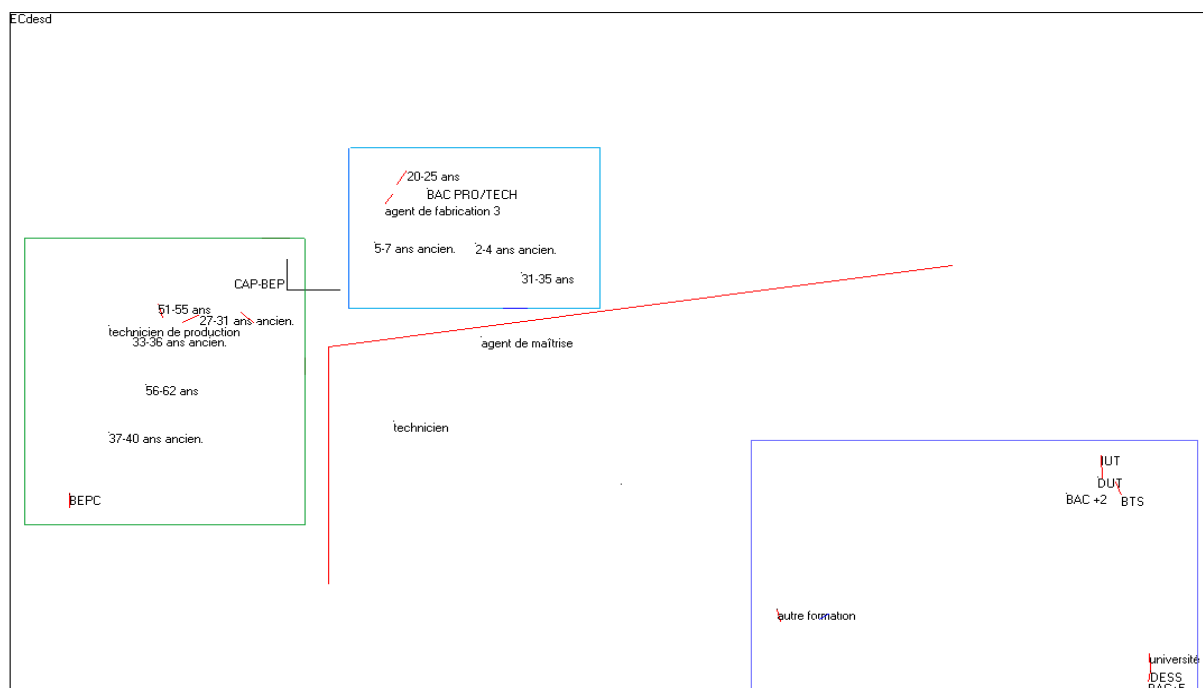 ECdesd
20-25 ans
BAC PRO/TECH
agent de fabrication 3
5-7 ans ancien.
2-4 ans ancien.
31-35 ans
CAP-BEP
51-55 ans
27-31 ans ancien.
technicien de production
33-36 ans ancien.
agent de maîtrise
56-62 ans
technicien
37-40 ans ancien.
BEPC
IUT
DUT
BAC +2
BTS
autre formation
université
DESS
BAC+5